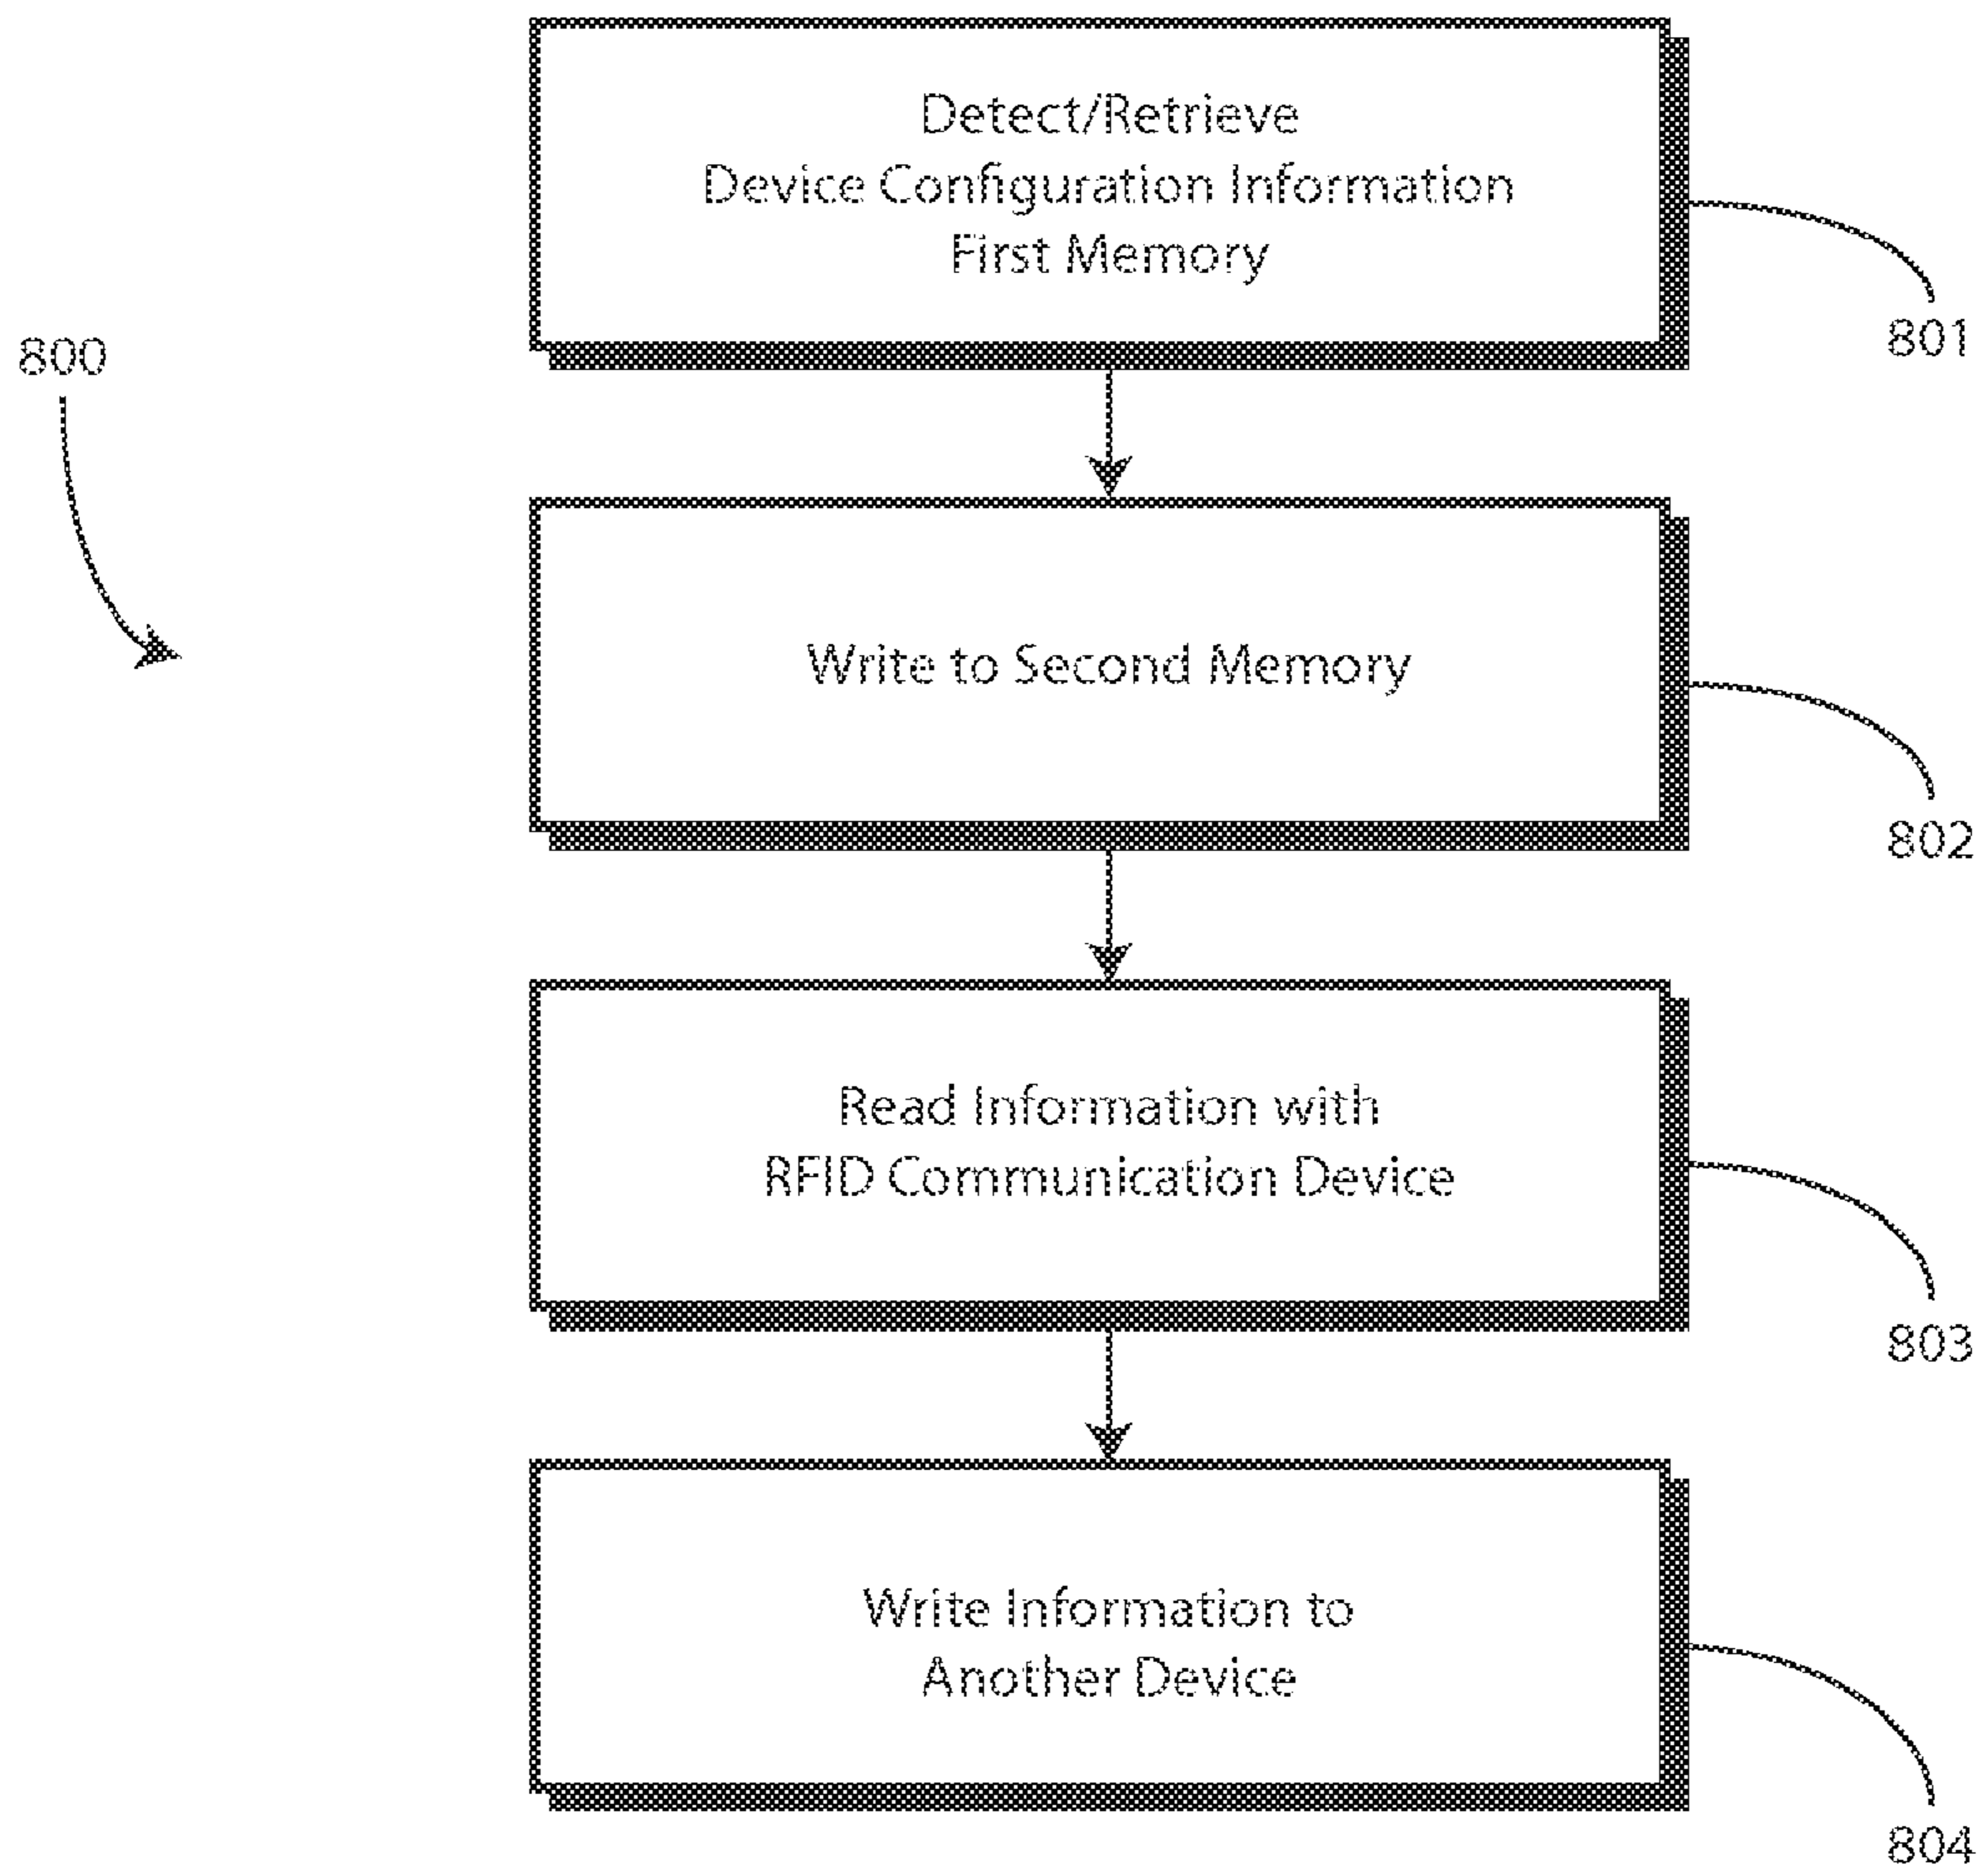 Detect/Retrieve
Device Configuration Information
First Memory
801
800
Write to Second Memory
802
Read Information with
RFID Communication Device
803
Write Information to
Another Device
804